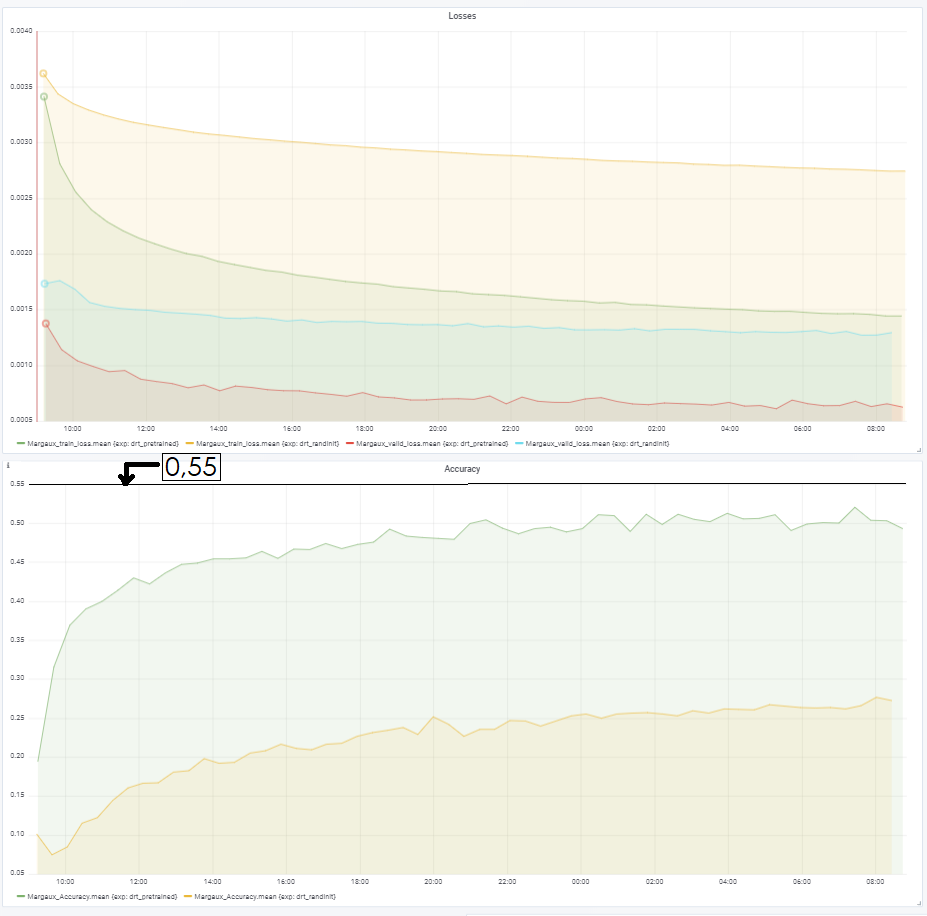 Losses
0.0040
0.0035
0.0030
0.0025
0.0020
0.0015
0.0010
0.0005
10:00 12:00 14:00 16:00 18:00 20:00 22:00 00:00 02:00 04:00 06:00 08:00
Margaux_train_loss.mean {exp: drt_pretrained} Margaux_train_loss.mean {exp: drt_randinit} Margaux_valid_loss.mean {exp: drt_pretrained} Margaux_valid_loss.mean {exp: drt_randinit}
i
0,55
Accuracy
0.55
0.50
0.45
0.40
0.35
0.30
0.25
0.20
0.15
0.10
0.05
10:00 12:00 14:00 16:00 18:00 20:00 22:00 00:00 02:00 04:00 06:00 08:00
Margaux_Accuracy.mean {exp: drt_pretrained} Margaux_Accuracy.mean {exp: drt_randinit}